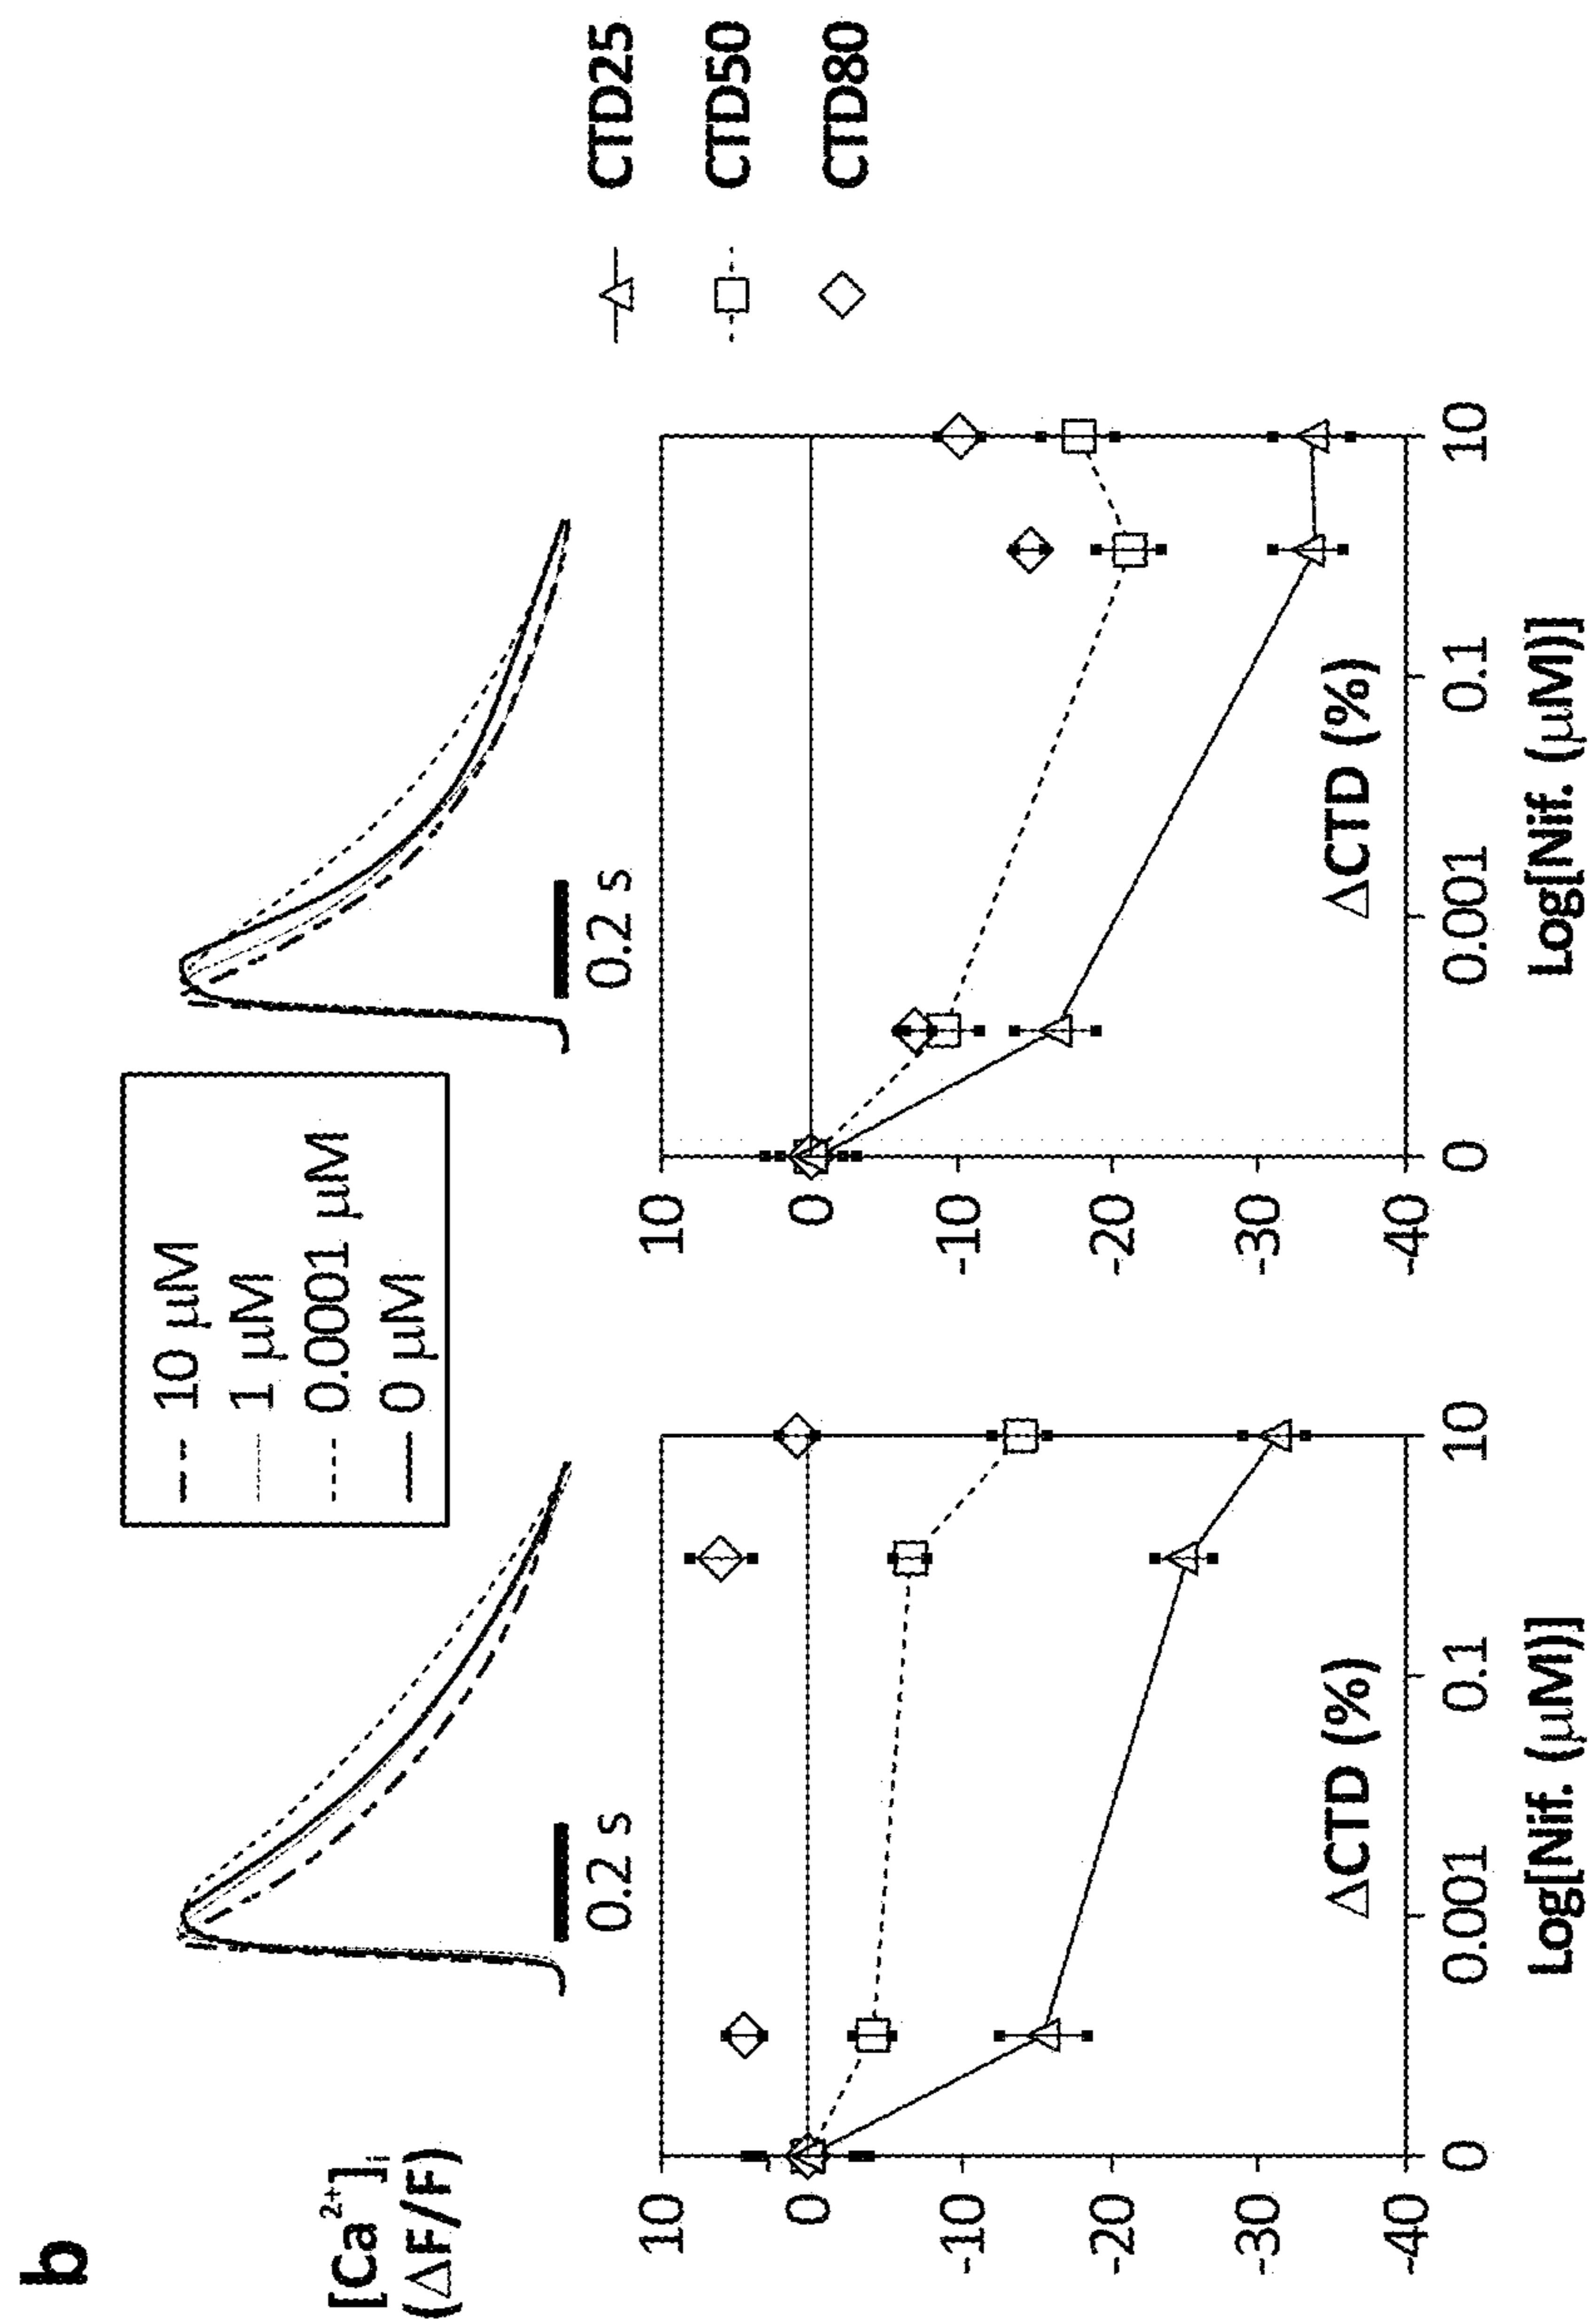 b
[Ca2+]i
(ΔF/F)
10 μM
1 μM
0.0001 μM
0 μM
0.2 s
0.2 s
10
0
-10
-20
-30
-40
ΔCTD (%)
0
0.001
0.1
10
Log[Nif. (μM)]
10
0
-10
-20
-30
-40
ΔCTD (%)
0
0.001
0.1
10
Log[Nif. (μM)]
CTD25
CTD50
CTD80